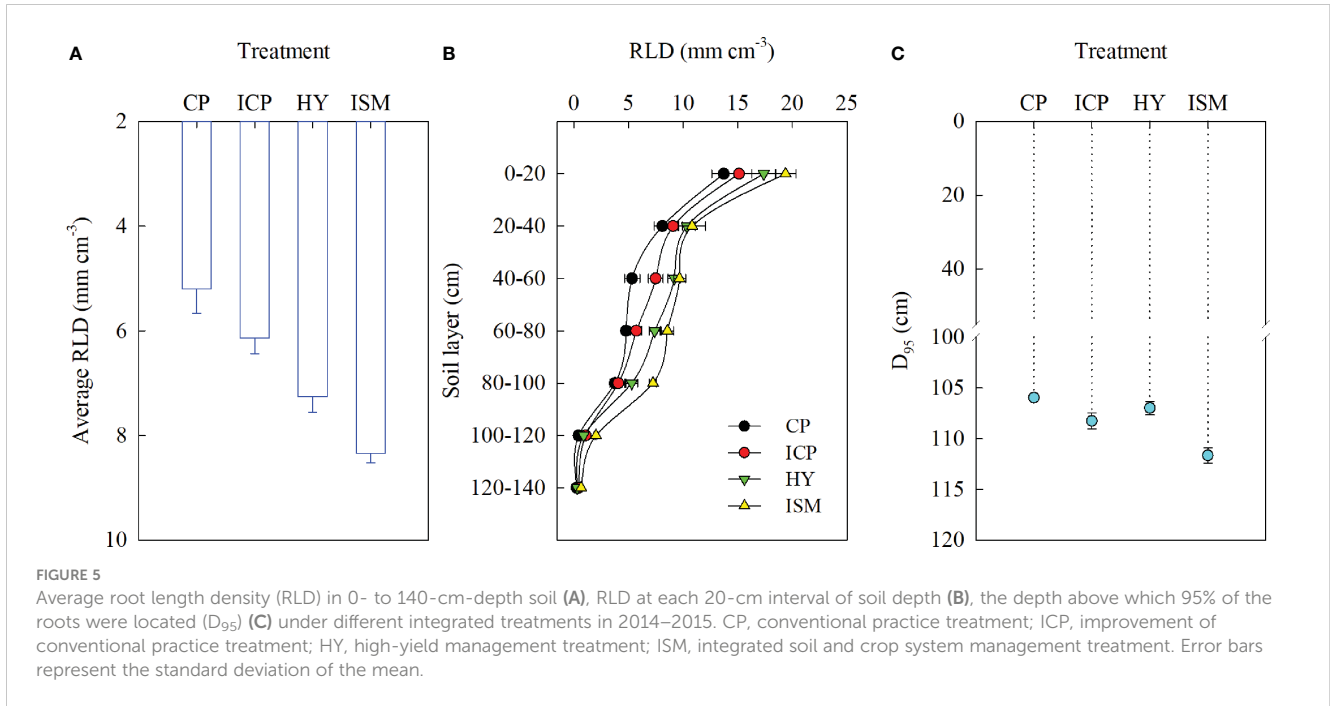 A
Treatment
CP ICP HY ISM
2
4
6
8
10
Average RLD (mm cm-3)
B
RLD (mm cm-3)
0 5 10 15 20 25
0-20
20-40
40-60
60-80
80-100
100-120
120-140
Soil layer (cm)
CP
ICP
HY
ISM
C
Treatment
CP ICP HY ISM
0
20
40
100
105
110
115
120
D95 (cm)
FIGURE 5
Average root length density (RLD) in 0- to 140-cm-depth soil (A), RLD at each 20-cm interval of soil depth (B), the depth above which 95% of the
roots were located (D95) (C) under different integrated treatments in 2014–2015. CP, conventional practice treatment; ICP, improvement of
conventional practice treatment; HY, high-yield management treatment; ISM, integrated soil and crop system management treatment. Error bars
represent the standard deviation of the mean.